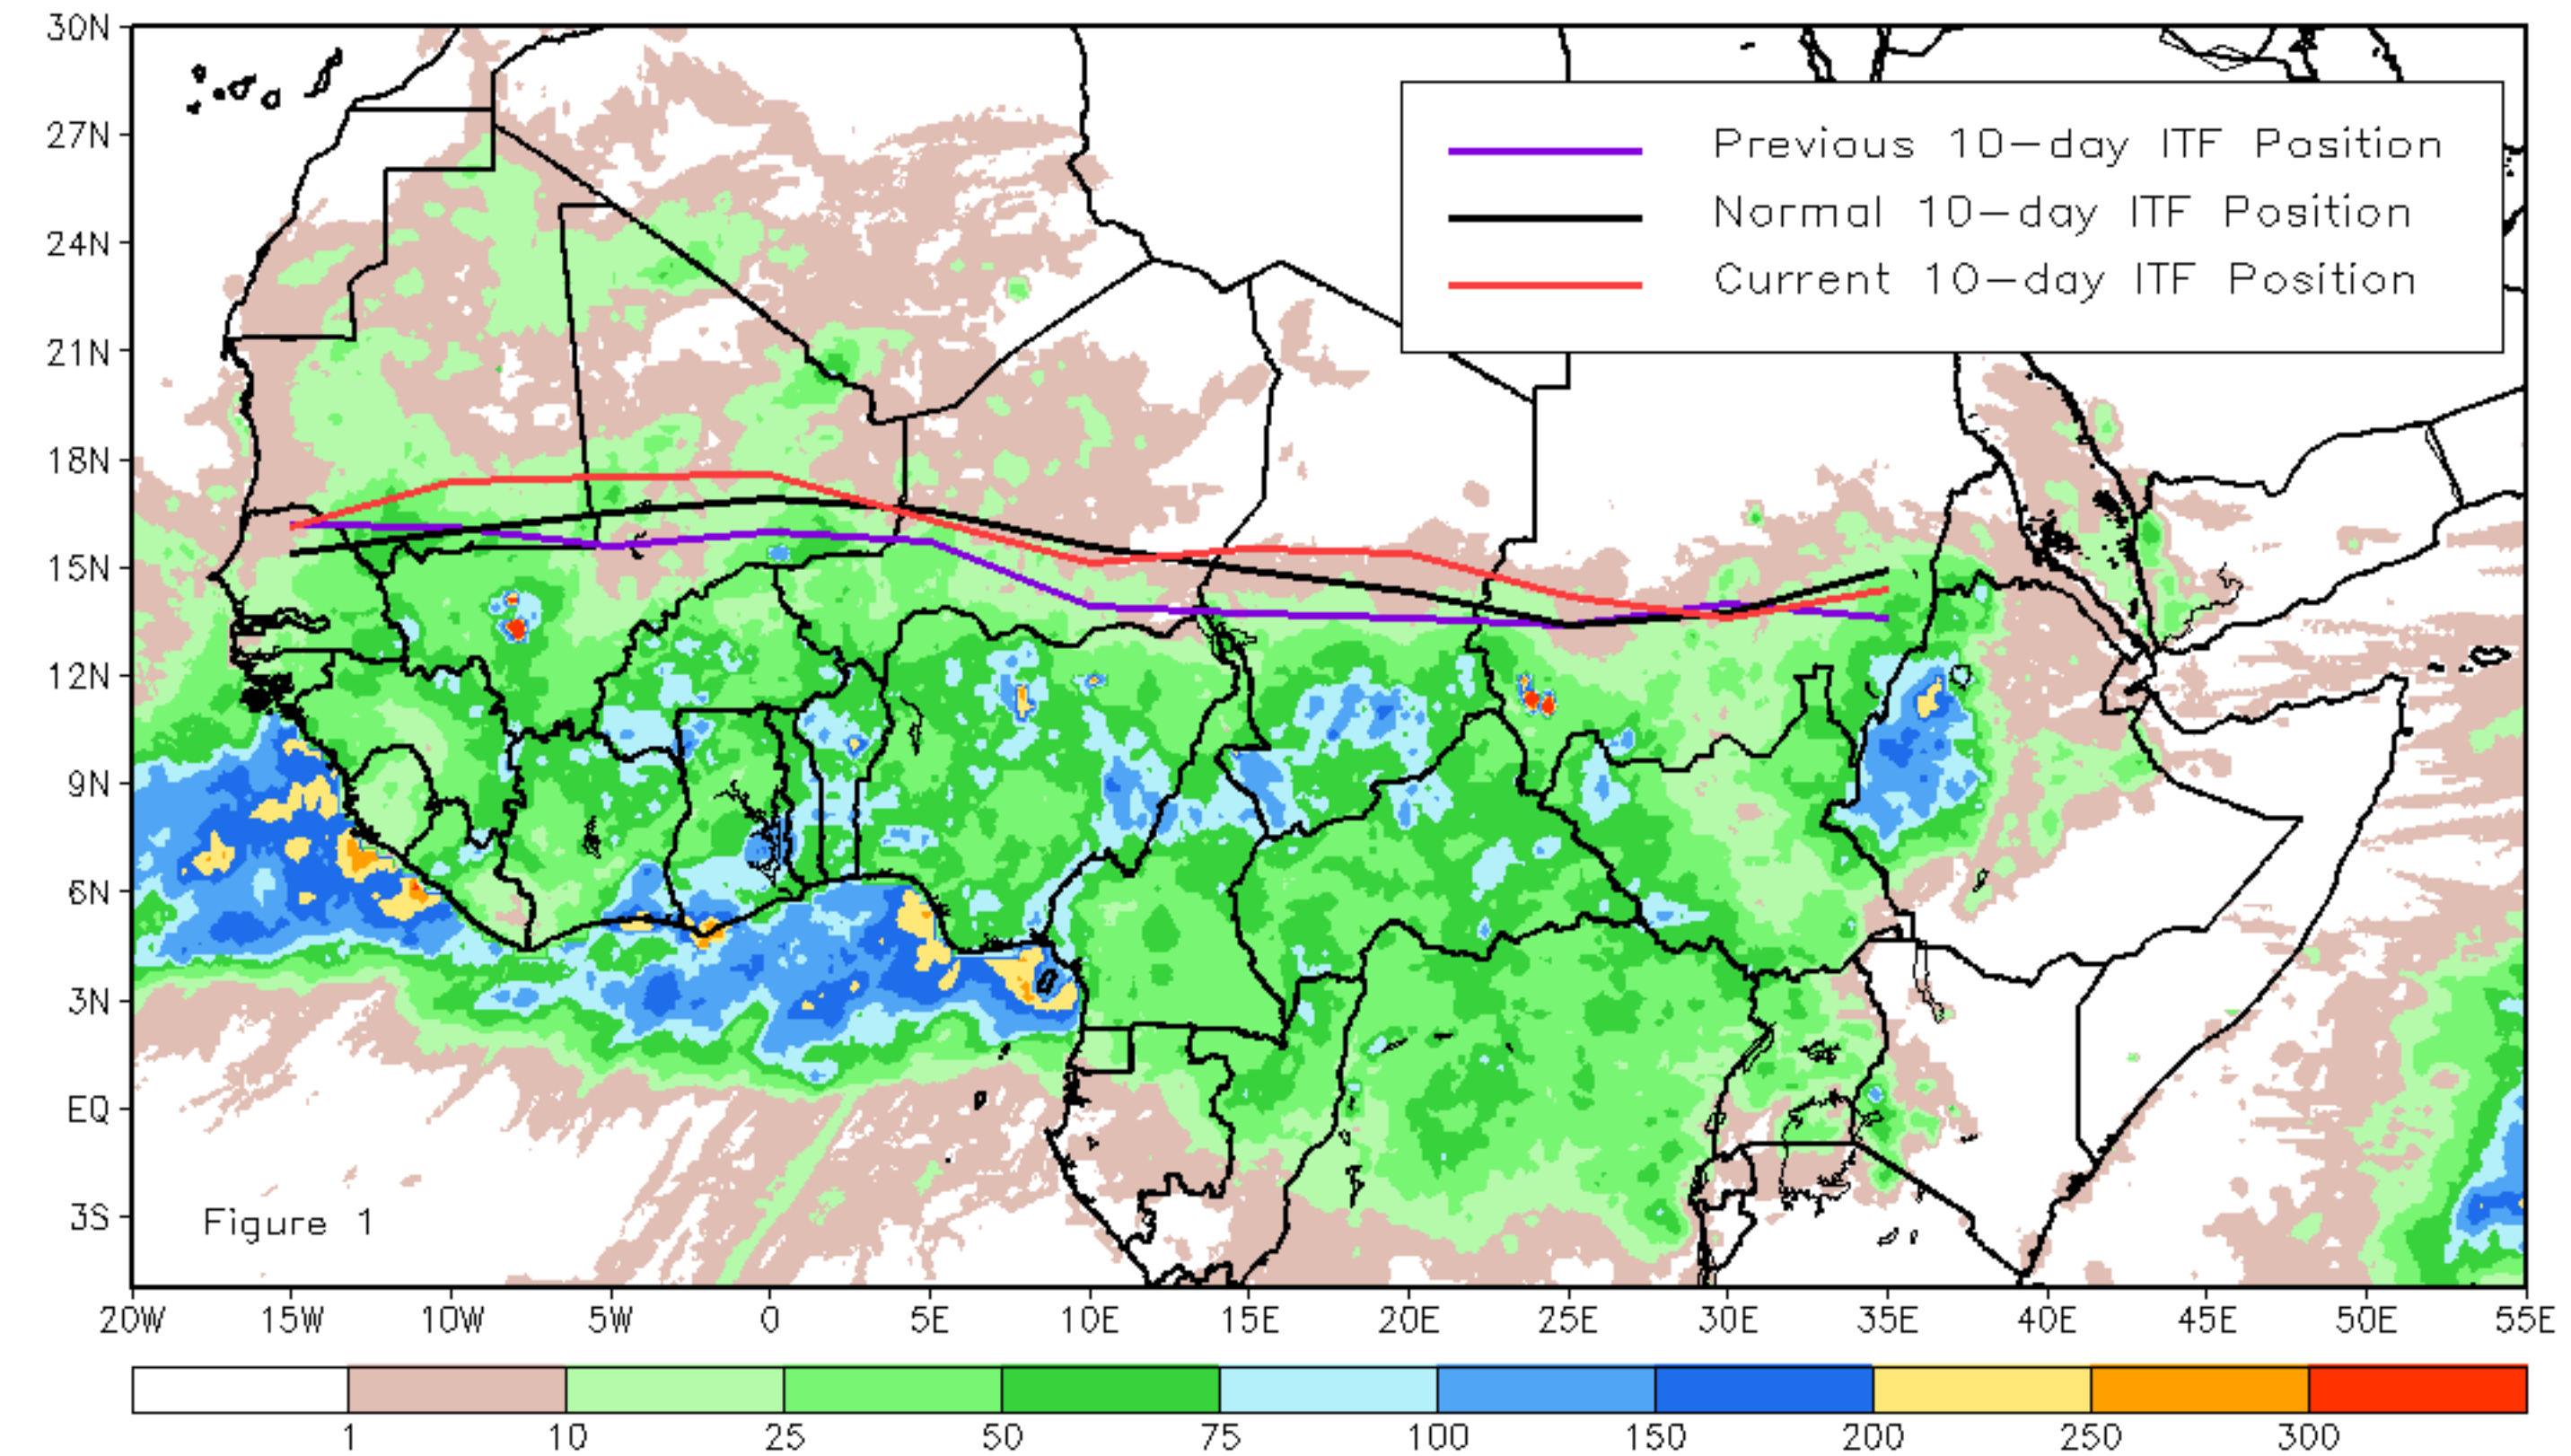 30N
27N
24N
21N
18N
15N
12N
9N
6N
3N
EQ
3S
Previous 10-day ITF Position
Normal 10-day ITF Position
Current 10-day ITF Position
Figure 1
20W 15W 10W 5W 0 5E 10E 15E 20E 25E 30E 35E 40E 45E 50E 55E
1 10 25 50 75 100 150 200 250 300